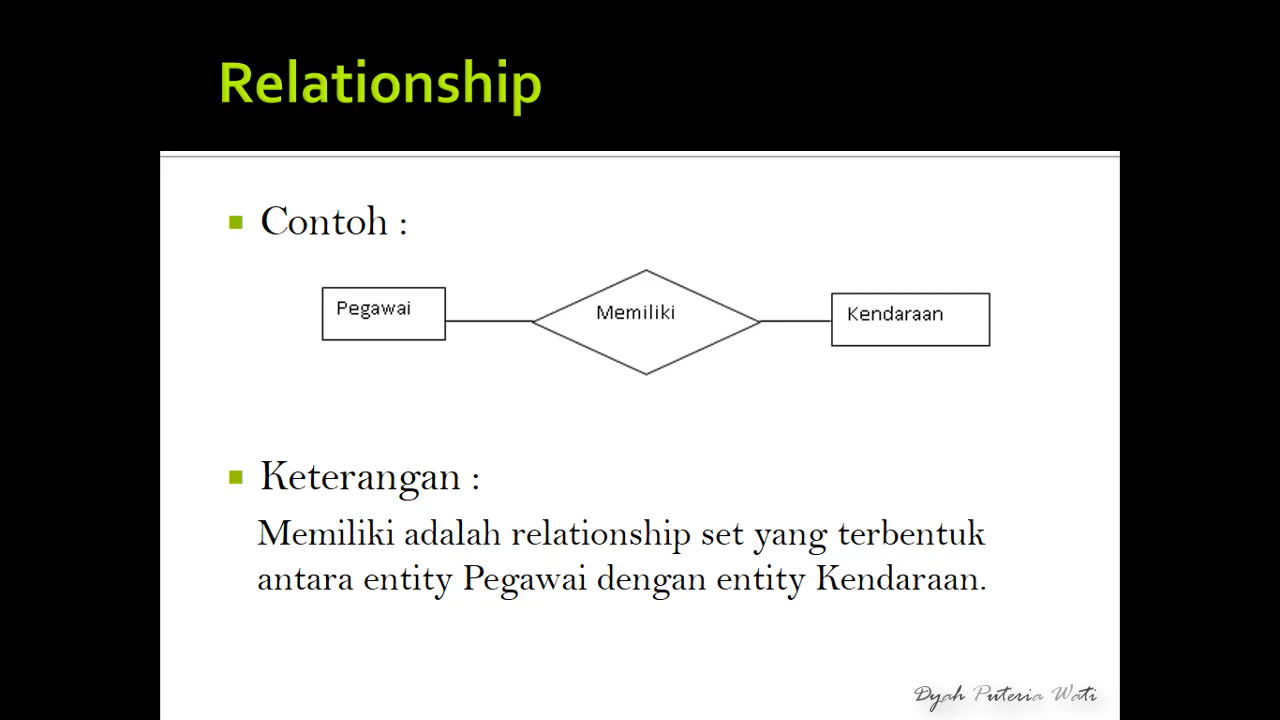 Relationship
Contoh :
Pegawai
Memiliki
Kendaraan
Keterangan :
Memiliki adalah relationship set yang terbentuk
antara entity Pegawai dengan entity Kendaraan.
Dyah Puteria Wati